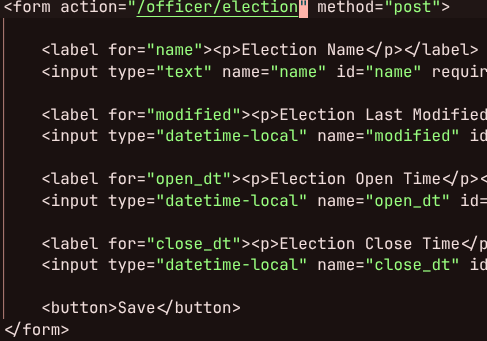 <form action="/officer/election" method="post">
<label for="name"><p>Election Name</p></label>
<input type="text" name="name" id="name" requir
<label for="modified"><p>Election Last Modified
<input type="datetime-local" name="modified" id
<label for="open_dt"><p>Election Open Time</p><
<input type="datetime-local" name="open_dt" id=
<label for="close_dt"><p>Election Close Time</p
<input type="datetime-local" name="close_dt" id
<button>Save</button>
</form>